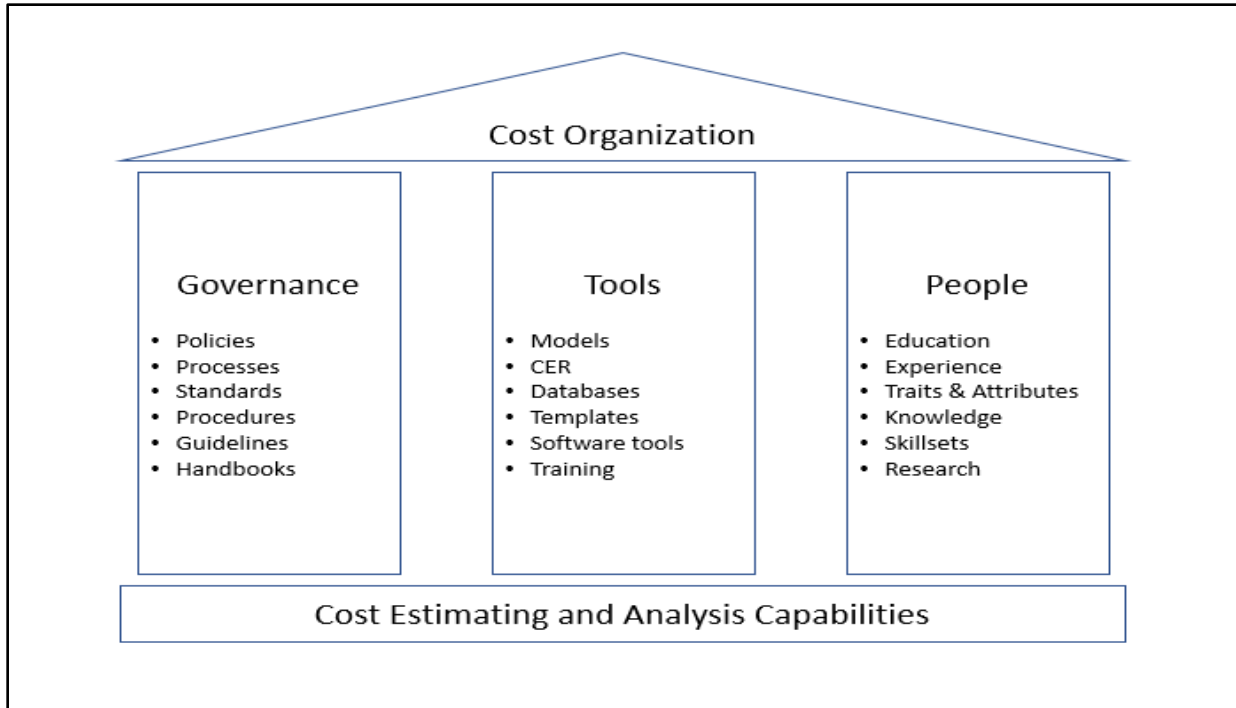 Cost Organization
Governance
• Policies
• Processes
• Standards
• Procedures
• Guidelines
• Handbooks
Tools
• Models
• CER
• Databases
• Templates
• Software tools
• Training
People
• Education
• Experience
• Traits & Attributes
• Knowledge
• Skillsets
• Research
Cost Estimating and Analysis Capabilities